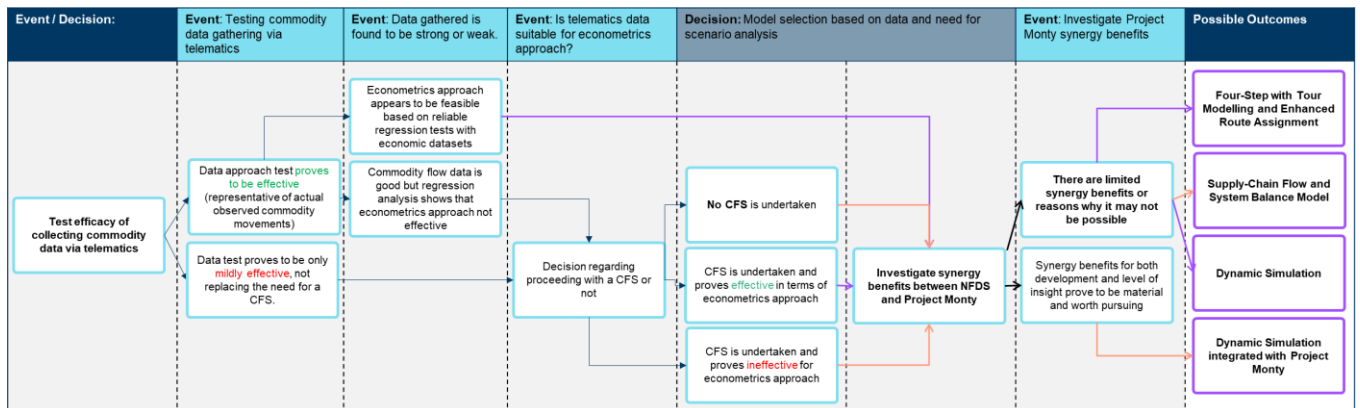 Event / Decision:
Event: Testing commodity
data gathering via
telematics
Event: Data gathered is
found to be strong or weak.
Event: Is telematics data
suitable for econometrics
approach?
Decision: Model selection based on data and need for
scenario analysis
Event: Investigate Project
Monty synergy benefits
Possible Outcomes
Test efficacy of
collecting commodity
data via telematics
Data approach test proves
to be effective
(representative of actual
observed commodity
movements)
Data test proves to be only
mildly effective, not
replacing the need for a
CFS.
Econometrics approach
appears to be feasible
based on reliable
regression tests with
economic datasets
Commodity flow data is
good but regression
analysis shows that
econometrics approach not
effective
Decision regarding
proceeding with a CFS or
not
No CFS is undertaken
CFS is undertaken and
proves effective in terms of
econometrics approach
CFS is undertaken and
proves ineffective for
econometrics approach
Investigate synergy
benefits between NFDS
and Project Monty
There are limited
synergy benefits or
reasons why it may not
be possible
Synergy benefits for both
development and level of
insight prove to be material
and worth pursuing
Four-Step with Tour
Modelling and Enhanced
Route Assignment
Supply-Chain Flow and
System Balance Model
Dynamic Simulation
Dynamic Simulation
integrated with Project
Monty